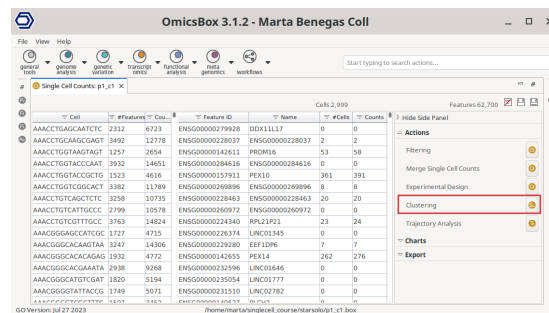 OmicsBox 3.1.2 - Marta Benegas Coll
File View Help
general tools genome analysis genetic variation transcript omics functional analysis meta genomics workflows
Start typing to search actions...
Single Cell Counts: p1_c1
Cells 2,999 Features 62,700
Cell #Features Cou... Feature ID Name #Cells Counts
AAACCTGAGCAATCTC 2312 6723 ENSG00000279928 DDX11L17 0 0
AAACCTGCAAGCGAGT 3492 12778 ENSG00000228037 ENSG00000228037 2 2
AAACCTGGTAAGTAGT 1257 2654 ENSG00000142611 PRDM16 53 58
AAACCTGGTACCCAAT 3932 14651 ENSG00000284616 ENSG00000284616 0 0
AAACCTGGTACCGCTG 1523 4616 ENSG00000157911 PEX10 361 391
AAACCTGGTCGGCACT 3382 11789 ENSG00000269896 ENSG00000269896 8 8
AAACCTGTCAGCTCTC 3258 10735 ENSG00000228463 ENSG00000228463 20 20
AAACCTGTCATTGCCC 2799 10578 ENSG00000260972 ENSG00000260972 0 0
AAACCTGTCGTTTGCC 3763 14824 ENSG00000224340 RPL21P21 23 24
AAACGGGAGCCATCGC 1727 4715 ENSG00000226374 LINC01345 0 0
AAACGGGCACAAGTAA 3247 14306 ENSG00000229280 EEF1DP6 7 7
AAACGGGCACACAGAG 1932 4772 ENSG00000142655 PEX14 262 276
AAACGGGCACGAAATA 2938 9268 ENSG00000232596 LINC01646 0 0
AAACGGGCATGTCGAT 1820 5194 ENSG00000235054 LINC01777 0 0
AAACGGGGTATTACCG 1749 5071 ENSG00000231510 LINC02782 0 0
Hide Side Panel
Actions
Filtering
Merge Single Cell Counts
Experimental Design
Clustering
Trajectory Analysis
Charts
Export
GO Version: Jul 27 2023 /home/marta/singlecell_course/starsolo/p1_c1.box